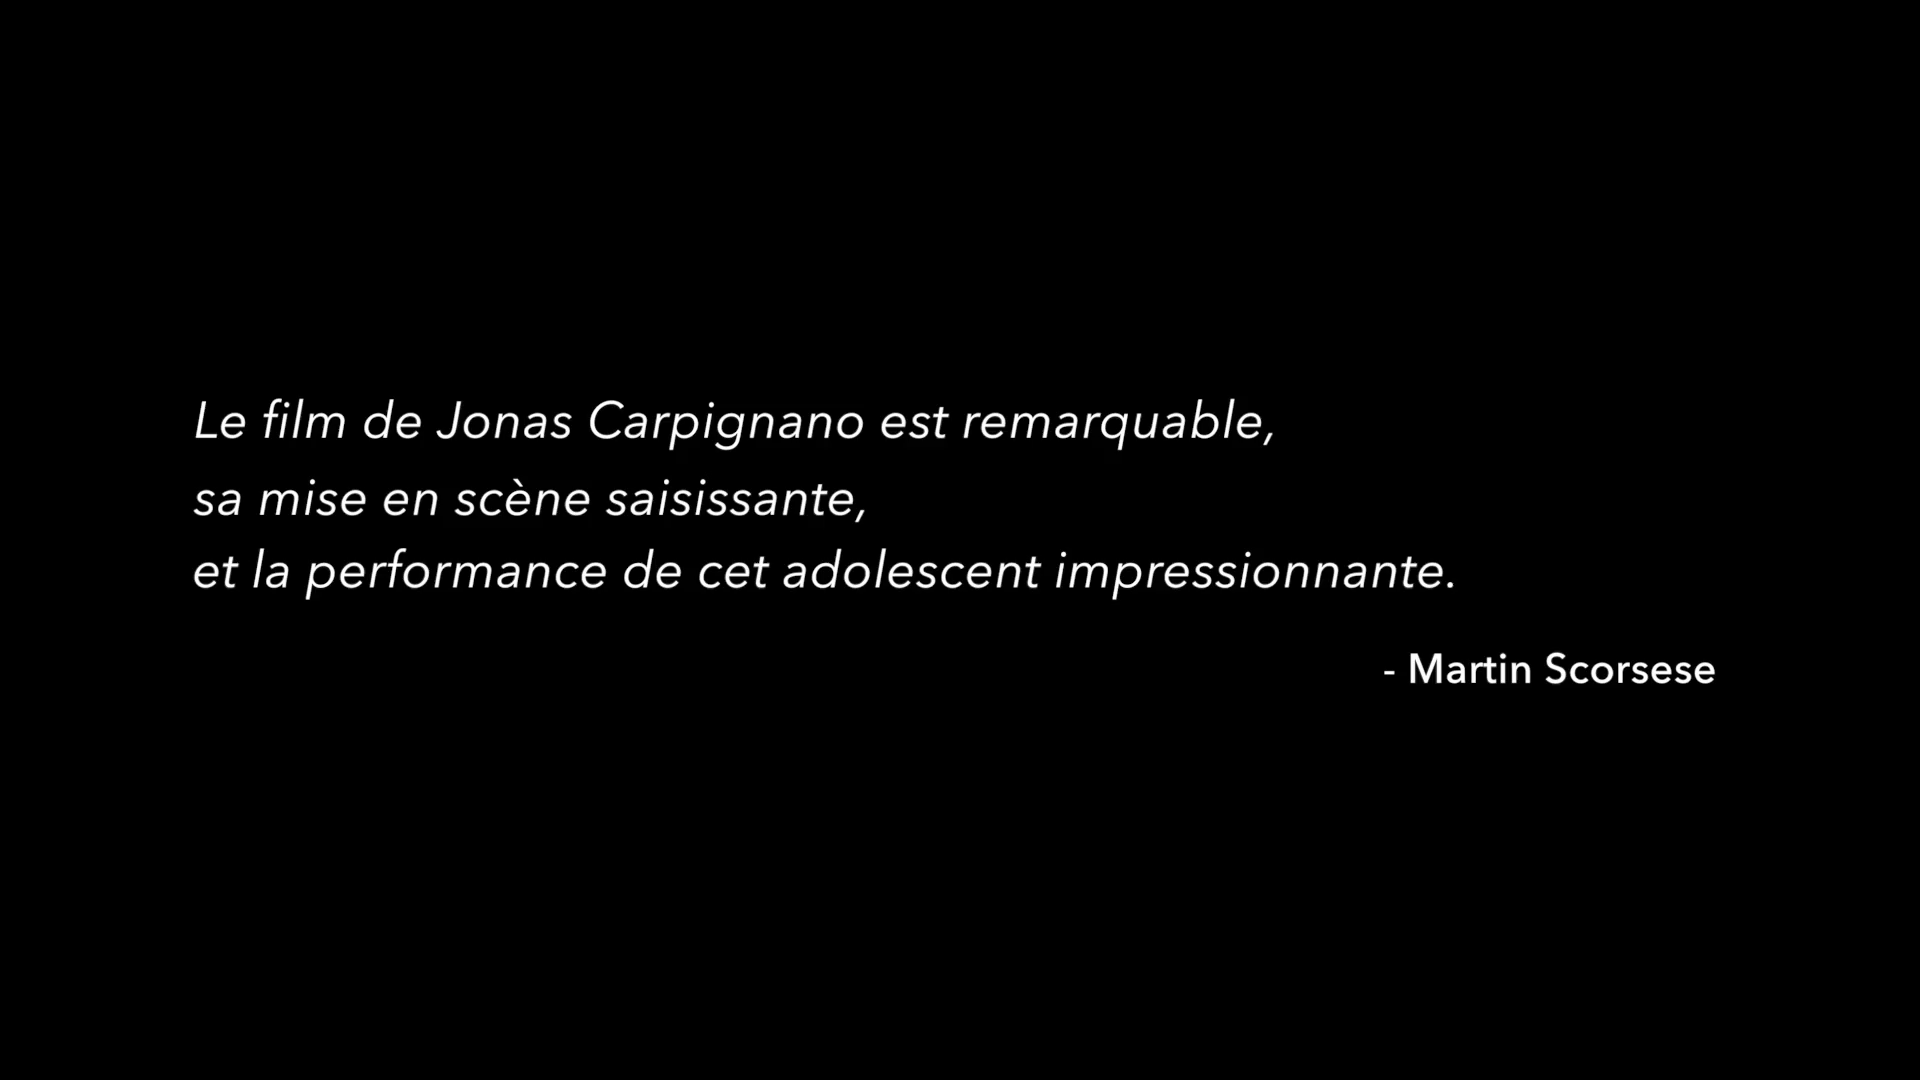 Le film de Jonas Carpignano est remarquable,
sa mise en scène saisissante,
et la performance de cet adolescent impressionnante.
- Martin Scorsese